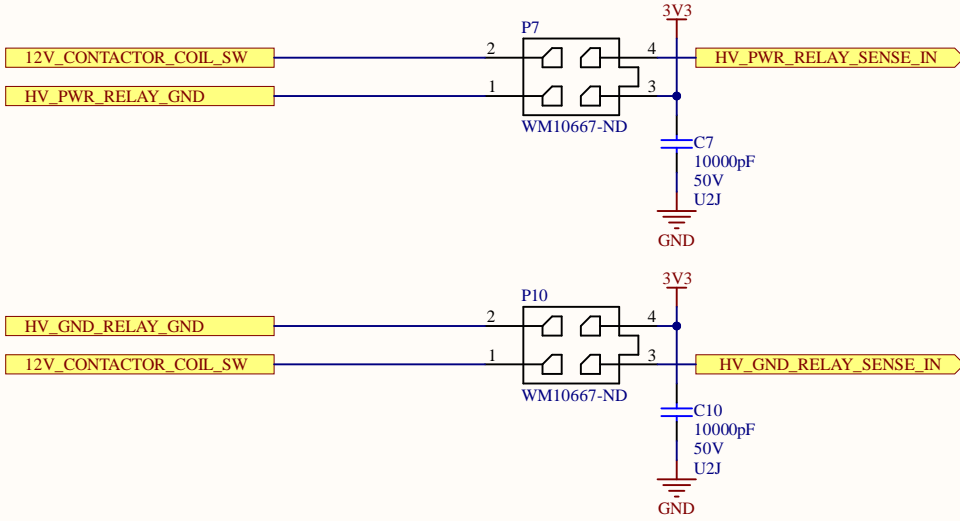 3V3
P7
12V_CONTACTOR_COIL_SW 2 4 HV_PWR_RELAY_SENSE_IN
HV_PWR_RELAY_GND 1 3
WM10667-ND
C7
10000pF
50V
U2J
GND
3V3
P10
HV_GND_RELAY_GND 2 4
12V_CONTACTOR_COIL_SW 1 3 HV_GND_RELAY_SENSE_IN
WM10667-ND
C10
10000pF
50V
U2J
GND